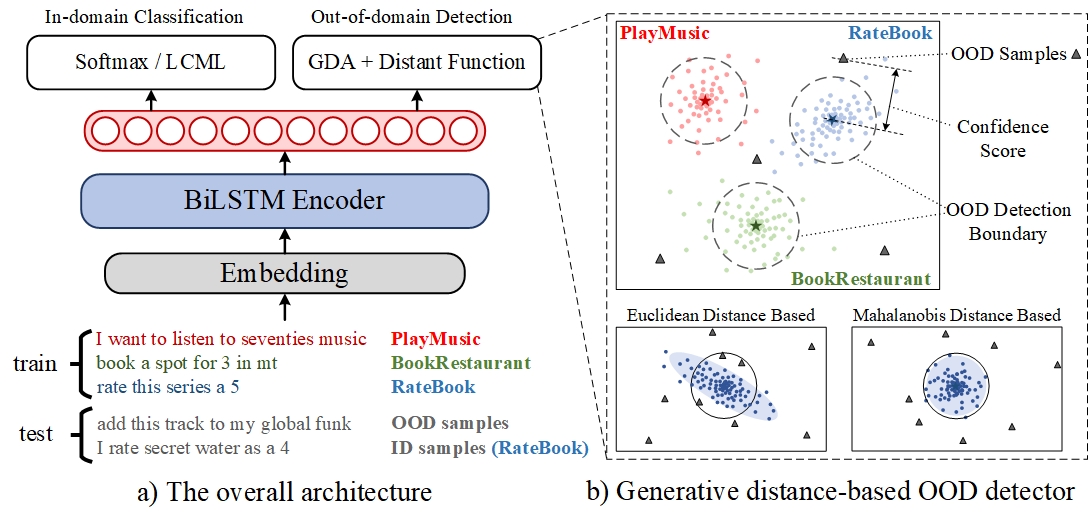 In-domain Classification
Out-of-domain Detection
Softmax / LCML
GDA + Distant Function
BiLSTM Encoder
Embedding
train
I want to listen to seventies music PlayMusic
book a spot for 3 in mt BookRestaurant
rate this series a 5 RateBook
test
add this track to my global funk OOD samples
I rate secret water as a 4 ID samples (RateBook)
a) The overall architecture
PlayMusic
RateBook
OOD Samples
Confidence
Score
OOD Detection
Boundary
BookRestaurant
Euclidean Distance Based
Mahalanobis Distance Based
b) Generative distance-based OOD detector